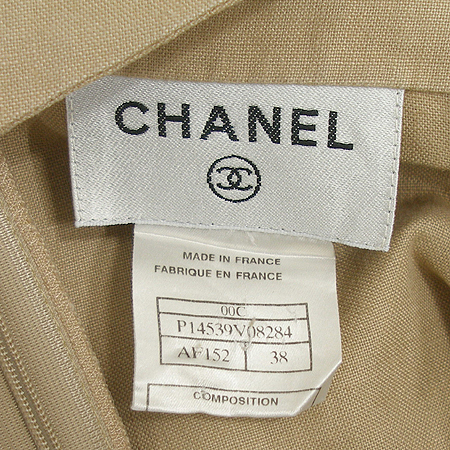 CHANEL
MADE IN FRANCE
FABRIQUE EN FRANCE
00C
P14539V08284
AF152 38
COMPOSITION